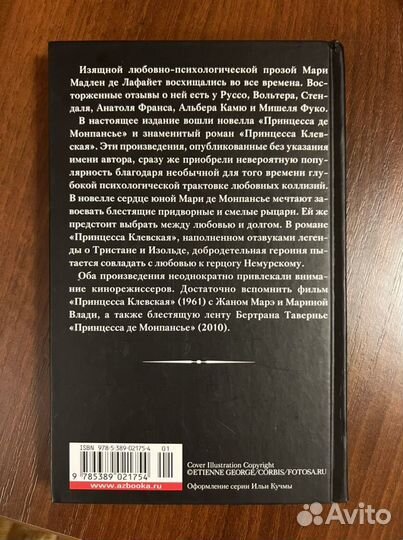 Изящной любовно-психологической прозой Мари
Мадлен де Лафайет восхищались во все времена. Вос-
торженные отзывы о ней есть у Руссо, Вольтера, Стен-
даля, Анатоля Франса, Альбера Камю и Мишеля Фуко.
В настоящее издание вошли новелла «Принцесса де
Монпансье» и знаменитый роман «Принцесса Клев-
ская». Эти произведения, опубликованные без указания
имени автора, сразу же приобрели невероятную попу-
лярность благодаря необычной для того времени глу-
бокой психологической трактовке любовных коллизий.
В новелле сердце юной Мари де Монпансье мечтают за-
воевать блестящие придворные и смелые рыцари. Ей же
предстоит выбрать между любовью и долгом. В романе
«Принцесса Клевская», наполненном отзвуками леген-
ды о Тристане и Изольде, добродетельная героиня пыта-
ется совладать с любовью к герцогу Немурскому.
Оба произведения неоднократно привлекали внима-
ние кинорежиссеров. Достаточно вспомнить фильм
«Принцесса Клевская» (1961) с Жаном Марэ и Мариной
Влади, а также блестящую ленту Бертрана Тавернье
«Принцесса де Монпансье» (2010).
ISBN 978-5-389-02175-4
01
9 785389 021754
www.azbooka.ru
Cover Illustration Copyright
©ETIENNE GEORGE/CORBIS/FOTOSA.RU
Оформление серии Ильи Кучмы
Avito